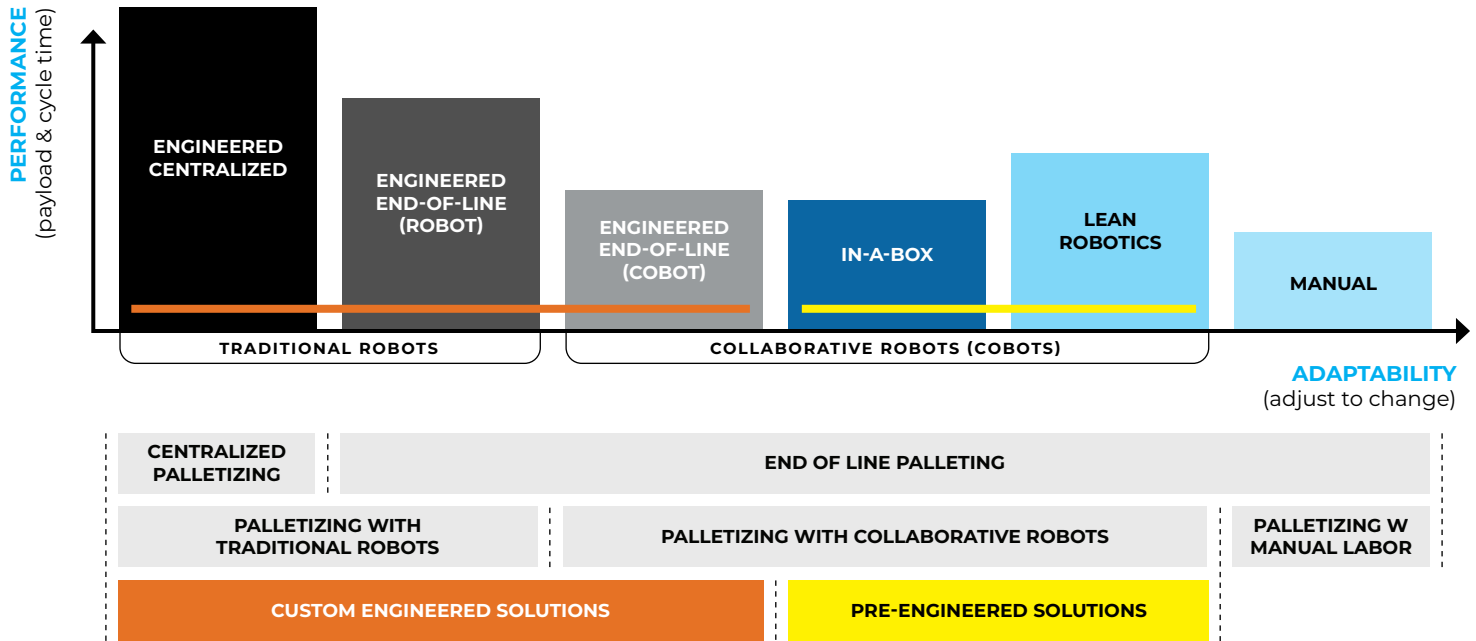 PERFORMANCE
(payload & cycle time)
ENGINEERED
CENTRALIZED
ENGINEERED
END-OF-LINE
(ROBOT)
ENGINEERED
END-OF-LINE
(COBOT)
IN-A-BOX
LEAN
ROBOTICS
MANUAL
TRADITIONAL ROBOTS
COLLABORATIVE ROBOTS (COBOTS)
ADAPTABILITY
(adjust to change)
CENTRALIZED
PALLETIZING
END OF LINE PALLETING
PALLETIZING WITH
TRADITIONAL ROBOTS
PALLETIZING WITH COLLABORATIVE ROBOTS
PALLETIZING W
MANUAL LABOR
CUSTOM ENGINEERED SOLUTIONS
PRE-ENGINEERED SOLUTIONS